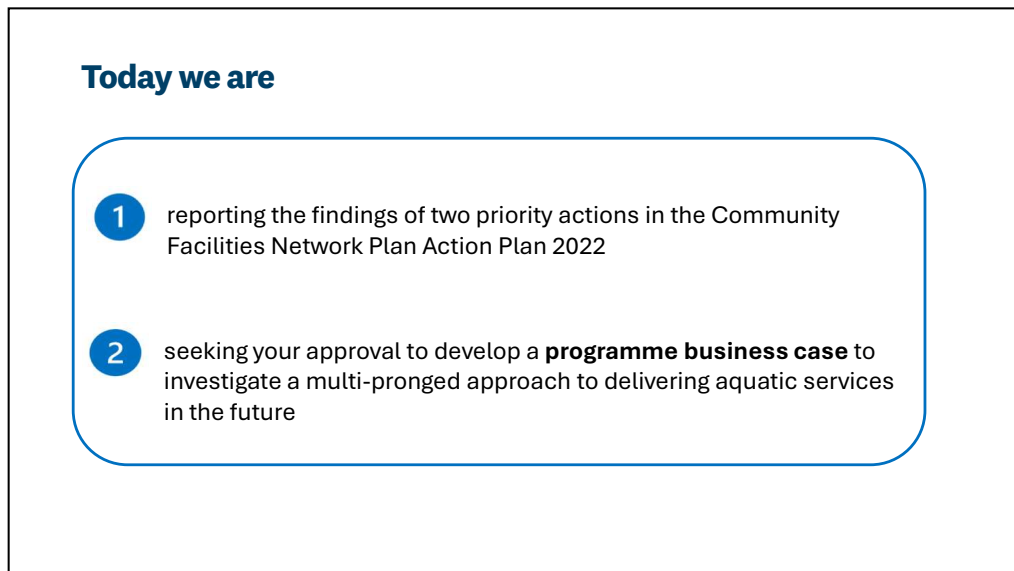 Today we are
1 reporting the findings of two priority actions in the Community
Facilities Network Plan Action Plan 2022
2 seeking your approval to develop a programme business case to
investigate a multi-pronged approach to delivering aquatic services
in the future